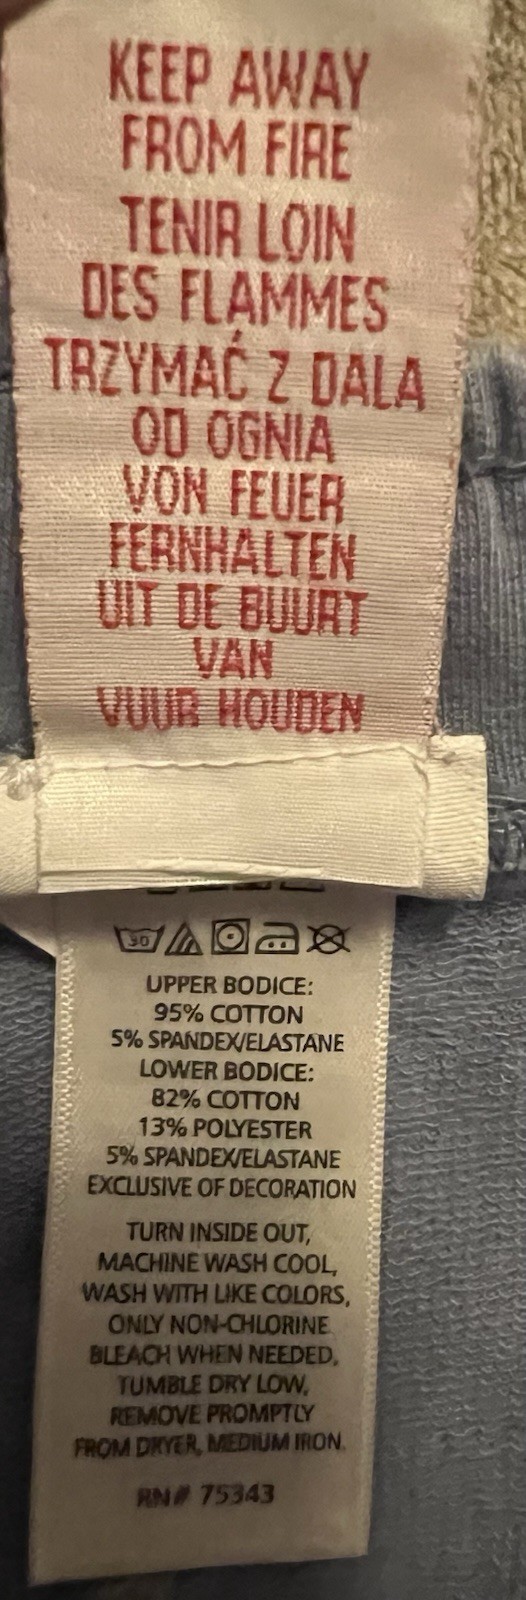 KEEP AWAY
FROM FIRE
TENIR LOIN
DES FLAMMES
TRZYMAĆ Z DALA
OD OGNIA
VON FEUER
FERNHALTEN
UIT DE BUURT
VAN
VUUR HOUDEN
30
UPPER BODICE:
95% COTTON
5% SPANDEX/ELASTANE
LOWER BODICE:
82% COTTON
13% POLYESTER
5% SPANDEX/ELASTANE
EXCLUSIVE OF DECORATION
TURN INSIDE OUT,
MACHINE WASH COOL,
WASH WITH LIKE COLORS,
ONLY NON-CHLORINE
BLEACH WHEN NEEDED,
TUMBLE DRY LOW,
REMOVE PROMPTLY
FROM DRYER, MEDIUM IRON.
RN# 75343